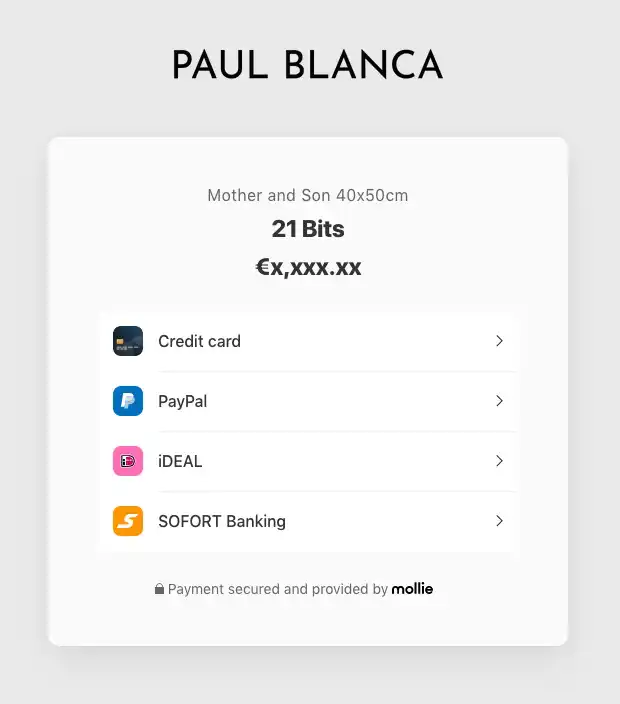 PAUL BLANCA
Mother and Son 40x50cm
21 Bits
€x,xxx.xx
Credit card
PayPal
iDEAL
SOFORT Banking
Payment secured and provided by mollie